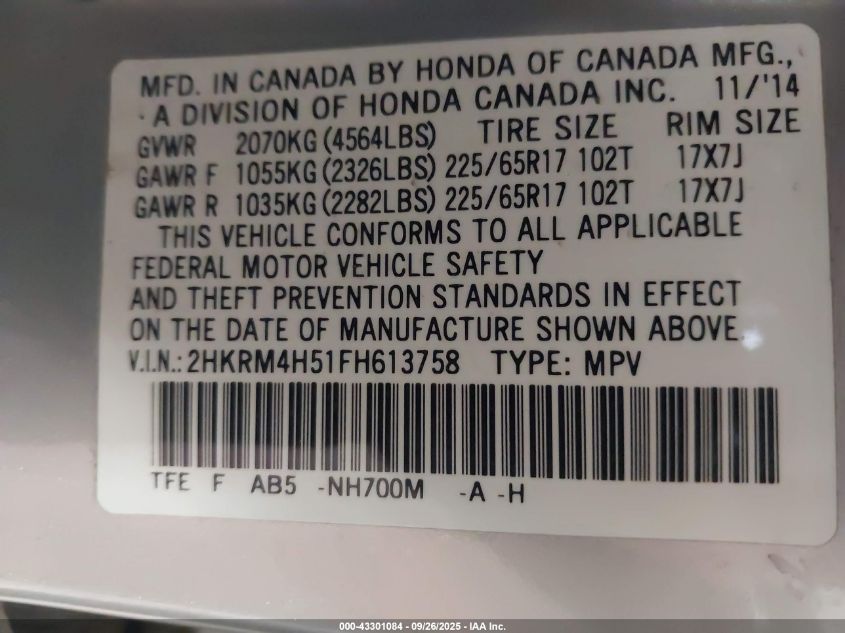 MFD. IN CANADA BY HONDA OF CANADA MFG.,
A DIVISION OF HONDA CANADA INC. 11/'14
GVWR 2070KG (4564LBS) TIRE SIZE RIM SIZE
GAWR F 1055KG (2326LBS) 225/65R17 102T 17X7J
GAWR R 1035KG (2282LBS) 225/65R17 102T 17X7J
THIS VEHICLE CONFORMS TO ALL APPLICABLE
FEDERAL MOTOR VEHICLE SAFETY
AND THEFT PREVENTION STANDARDS IN EFFECT
ON THE DATE OF MANUFACTURE SHOWN ABOVE.
V.I.N.: 2HKRM4H51FH613758 TYPE: MPV
TFE F AB5 -NH700M -A -H
000-43301084 - 09/26/2025 - IAA Inc.